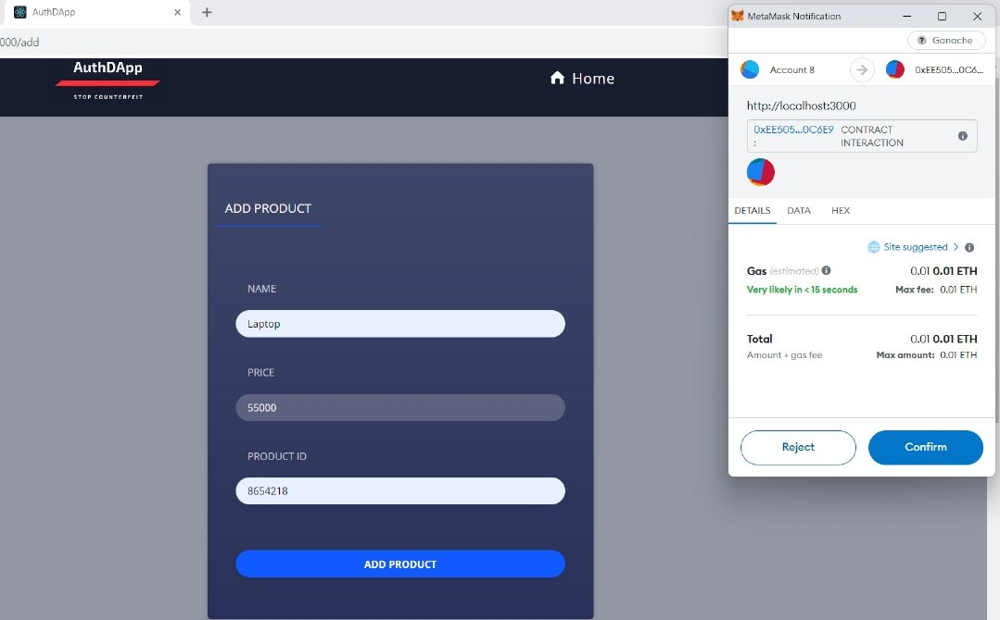 AuthDApp
000/add
AuthDApp
STOP COUNTERFEIT
Home
ADD PRODUCT
NAME
Laptop
PRICE
55000
PRODUCT ID
8654218
ADD PRODUCT
MetaMask Notification
Ganache
Account 8
0xEE505...0C6...
http://localhost:3000
0xEE505...0C6E9 CONTRACT
: INTERACTION
DETAILS DATA HEX
Site suggested >
Gas (estimated) 0.01 0.01 ETH
Very likely in < 15 seconds Max fee: 0.01 ETH
Total 0.01 0.01 ETH
Amount + gas fee Max amount: 0.01 ETH
Reject Confirm